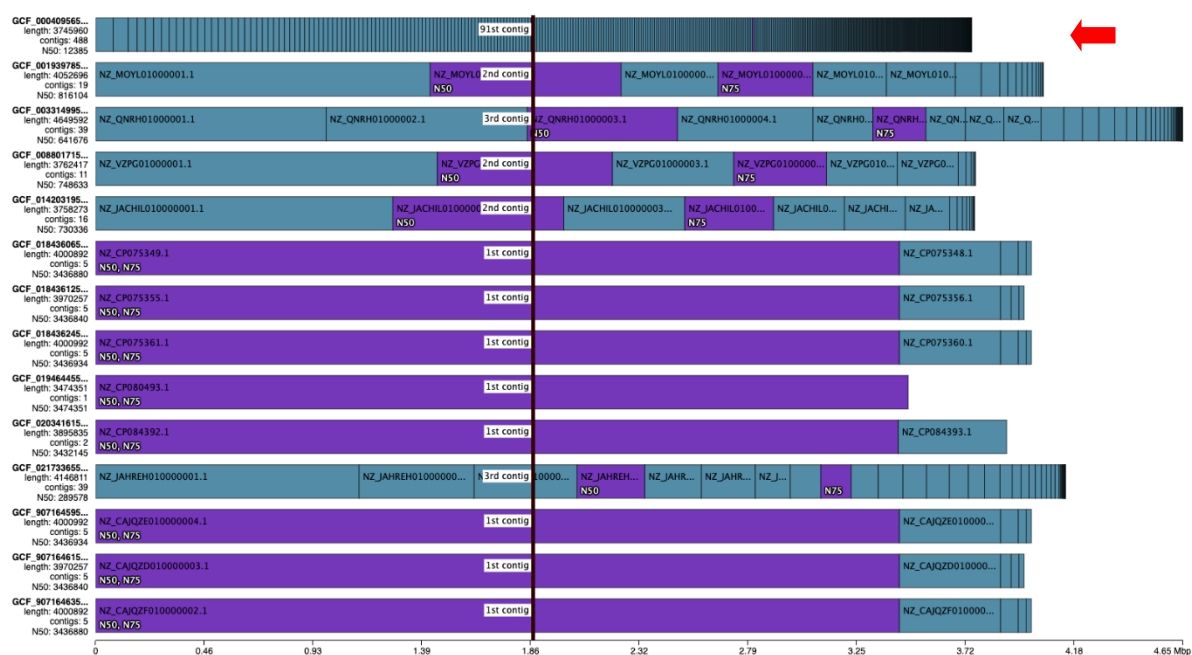 GCF_000409565...
length: 3745960
contigs: 488
N50: 12385
91st contig
GCF_001939785...
length: 4052696
contigs: 19
N50: 816104
NZ_MOYL01000001.1
NZ_MOYL0
2nd contig
N50
NZ_MOYL0100000...
NZ_MOYL01000000...
N75
NZ_MOYL010...
NZ_MOYL010...
GCF_003314995...
length: 4649592
contigs: 39
N50: 641676
NZ_QNRH01000001.1
NZ_QNRH01000002.1
3rd contig
NZ_QNRH01000003.1
N50
NZ_QNRH01000004.1
NZ_QNRH0...
NZ_QNRH...
N75
NZ_QN...
NZ_Q...
NZ_Q...
GCF_008801715...
length: 3762417
contigs: 11
N50: 748633
NZ_VZPG01000001.1
NZ_VZPG
2nd contig
N50
NZ_VZPG01000003.1
NZ_VZPG0100000...
N75
NZ_VZPG010...
NZ_VZPG0...
GCF_014203195...
length: 3758273
contigs: 16
N50: 730336
NZ_JACHIL010000001.1
NZ_JACHIL010000
2nd contig
N50
NZ_JACHIL010000003...
NZ_JACHIL0100...
N75
NZ_JACHIL0...
NZ_JACHI...
NZ_JA...
GCF_018436065...
length: 4000892
contigs: 5
N50: 3436880
NZ_CP075349.1
N50, N75
1st contig
NZ_CP075348.1
GCF_018436125...
length: 3970257
contigs: 5
N50: 3436840
NZ_CP075355.1
N50, N75
1st contig
NZ_CP075356.1
GCF_018436245...
length: 4000992
contigs: 5
N50: 3436934
NZ_CP075361.1
N50, N75
1st contig
NZ_CP075360.1
GCF_019464455...
length: 3474351
contigs: 1
N50: 3474351
NZ_CP080493.1
N50, N75
1st contig
GCF_020341615...
length: 3895835
contigs: 2
N50: 3432145
NZ_CP084392.1
N50, N75
1st contig
NZ_CP084393.1
GCF_021733655...
length: 4146811
contigs: 39
N50: 289578
NZ_JAHREH010000001.1
NZ_JAHREH01000000...
3rd contig
0000...
NZ_JAHREH...
N50
NZ_JAHR...
NZ_JAHR...
NZ_J...
N75
GCF_907164595...
length: 4000992
contigs: 5
N50: 3436934
NZ_CAJQZE010000004.1
N50, N75
1st contig
NZ_CAJQZE010000...
GCF_907164615...
length: 3970257
contigs: 5
N50: 3436840
NZ_CAJQZD010000003.1
N50, N75
1st contig
NZ_CAJQZD010000...
GCF_907164635...
length: 4000892
contigs: 5
N50: 3436880
NZ_CAJQZF010000002.1
N50, N75
1st contig
NZ_CAJQZF010000...
0 0.46 0.93 1.39 1.86 2.32 2.79 3.25 3.72 4.18 4.65 Mbp